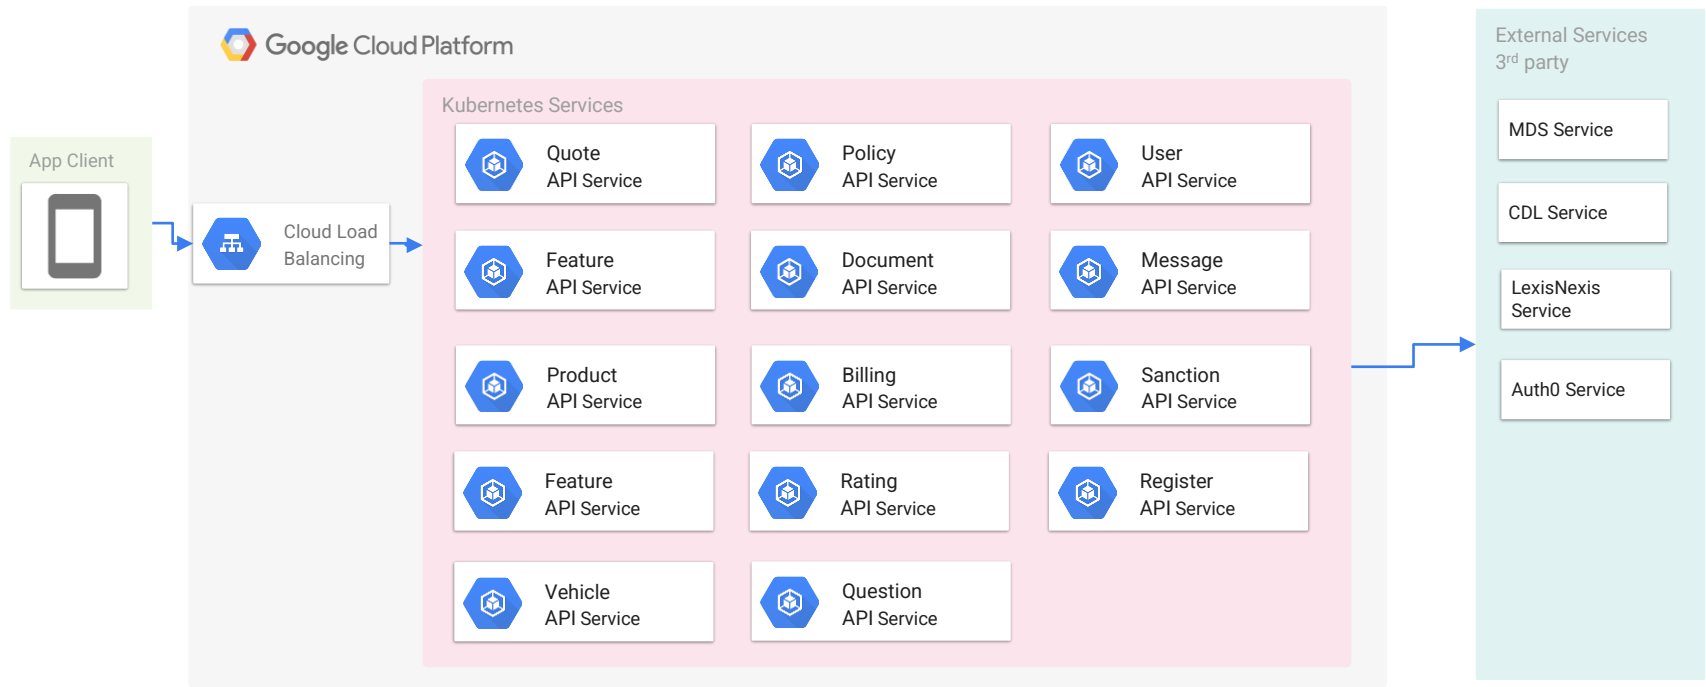 Google Cloud Platform
App Client
Cloud Load
Balancing
Kubernetes Services
Quote
API Service
Policy
API Service
User
API Service
Feature
API Service
Document
API Service
Message
API Service
Product
API Service
Billing
API Service
Sanction
API Service
Feature
API Service
Rating
API Service
Register
API Service
Vehicle
API Service
Question
API Service
External Services
3rd party
MDS Service
CDL Service
LexisNexis
Service
Auth0 Service